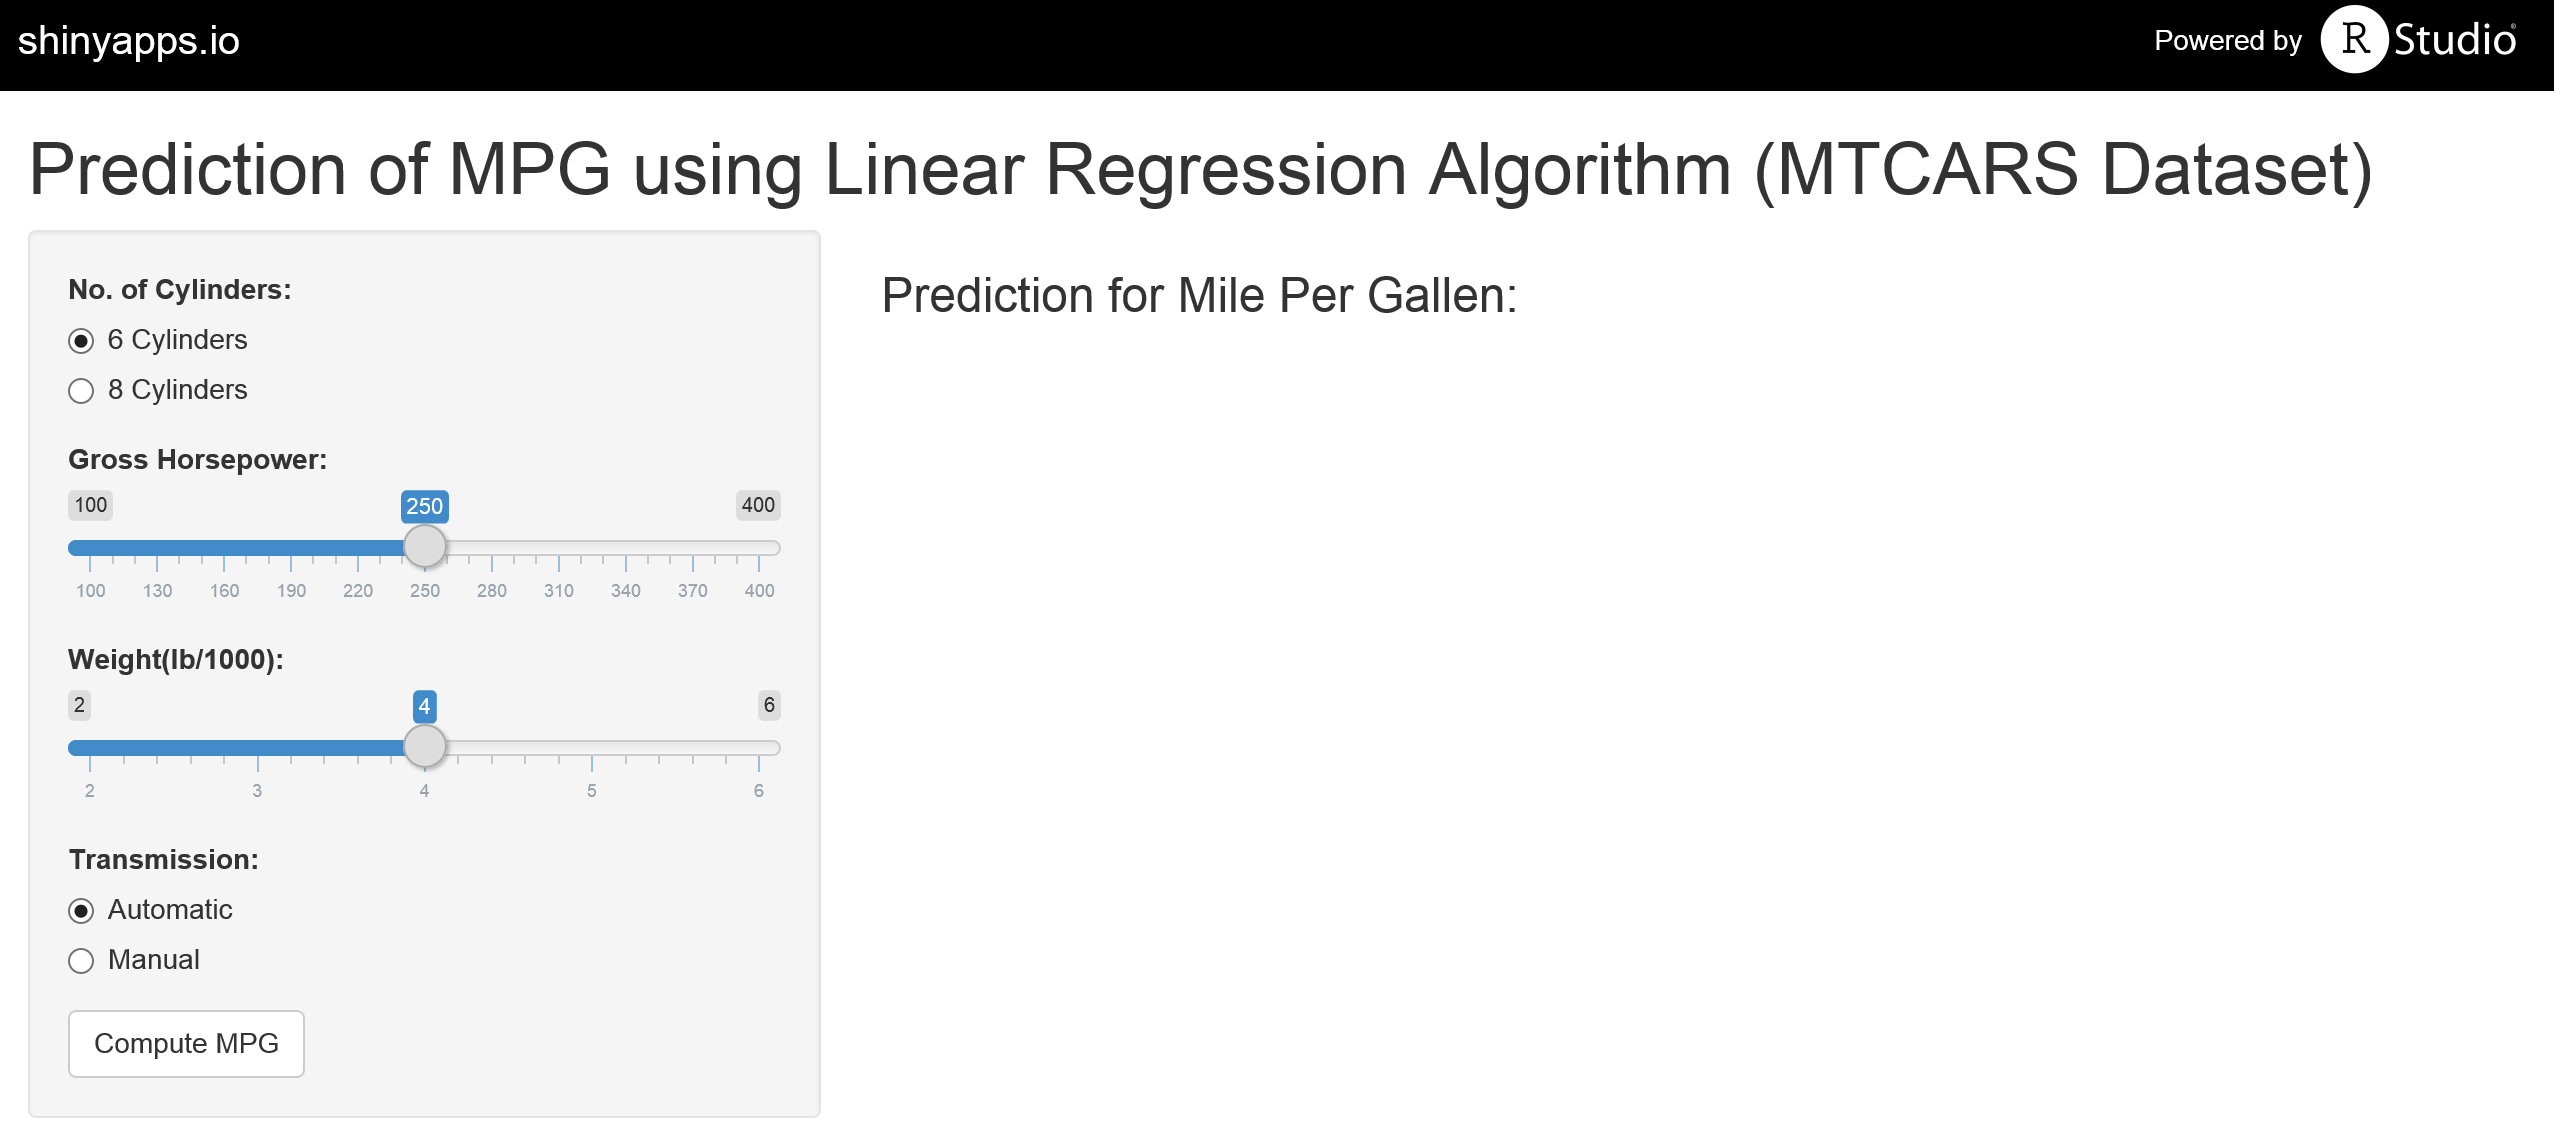 shinyapps.io
Powered by R Studio®
Prediction of MPG using Linear Regression Algorithm (MTCARS Dataset)
No. of Cylinders:
6 Cylinders
8 Cylinders
Gross Horsepower:
100 250 400
100 130 160 190 220 250 280 310 340 370 400
Weight(lb/1000):
2 4 6
2 3 4 5 6
Transmission:
Automatic
Manual
Compute MPG
Prediction for Mile Per Gallen: